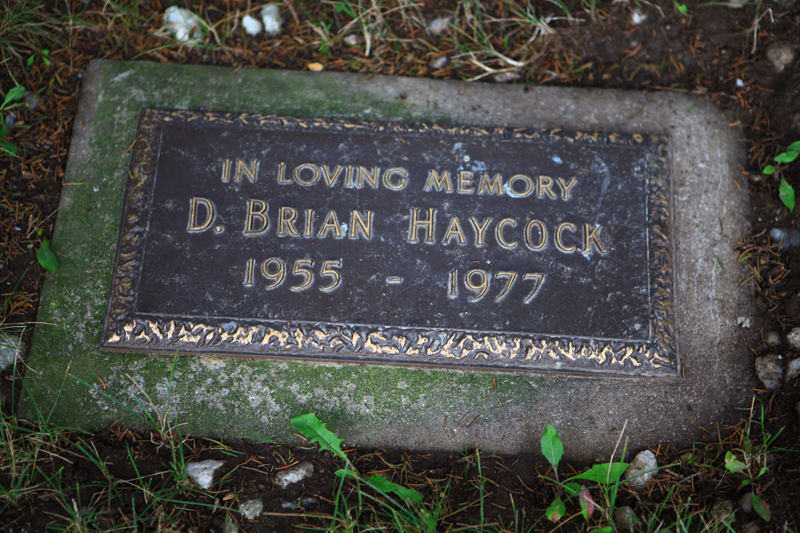 IN LOVING MEMORY
D. BRIAN HAYCOCK
1955 - 1977